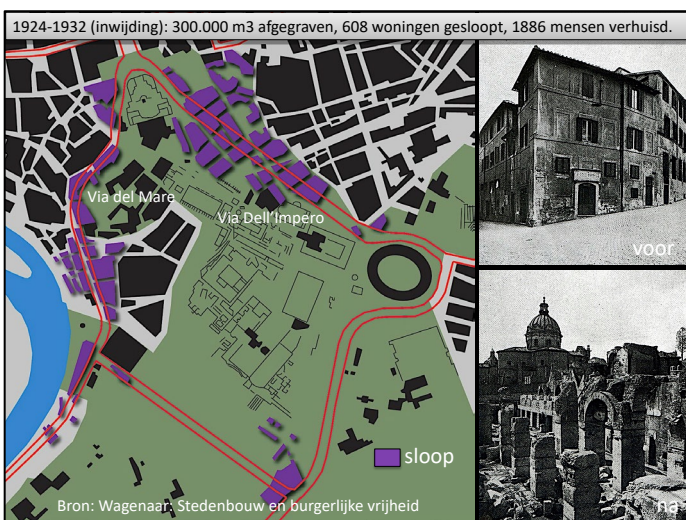 1924-1932 (inwijding): 300.000 m3 afgegraven, 608 woningen gesloopt, 1886 mensen verhuisd.
Via del Mare
Via Dell'Impero
voor
sloop
Bron: Wagenaar: Stedenbouw en burgerlijke vrijheid
na